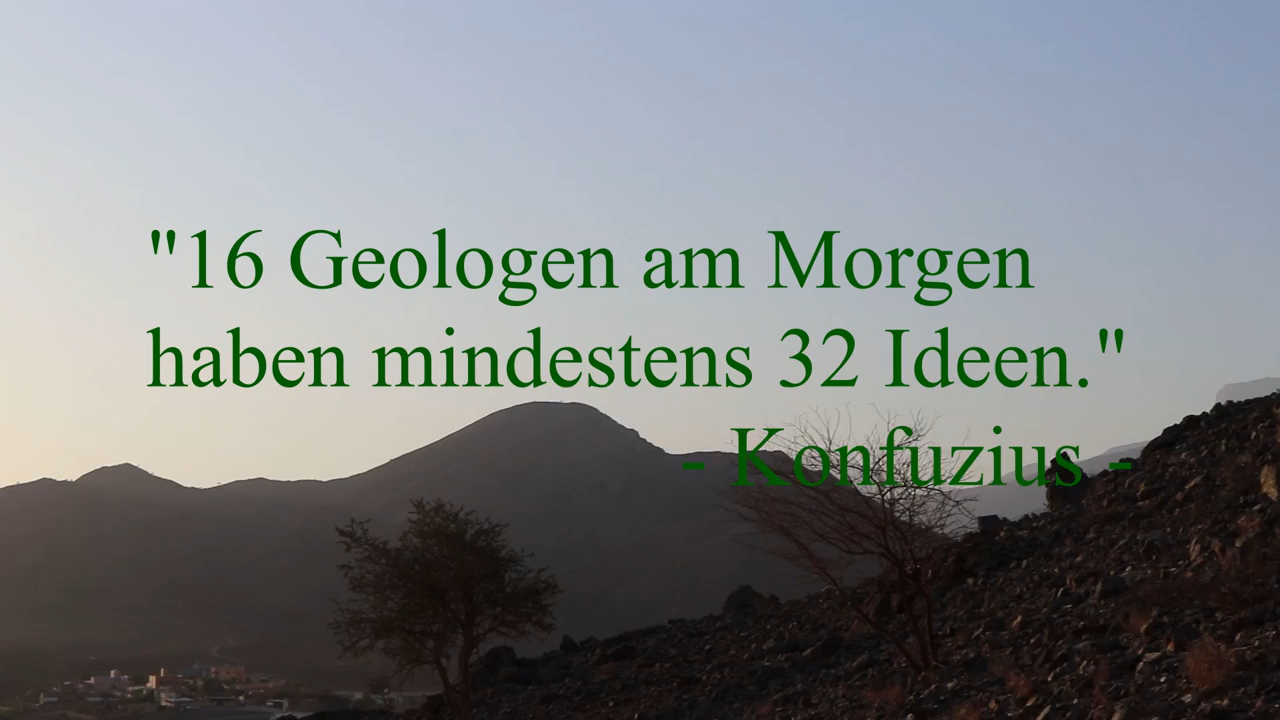 "16 Geologen am Morgen
haben mindestens 32 Ideen."
- Konfuzius -